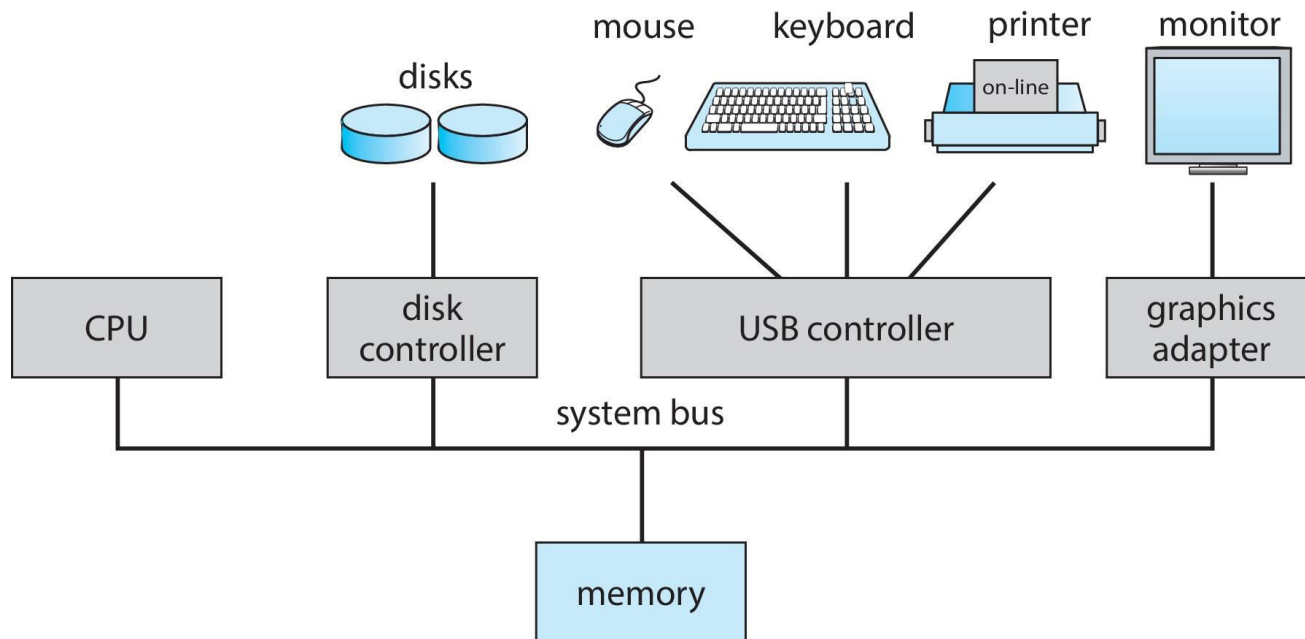 mouse
keyboard
printer
monitor
disks
on-line
CPU
disk
controller
USB controller
graphics
adapter
system bus
memory